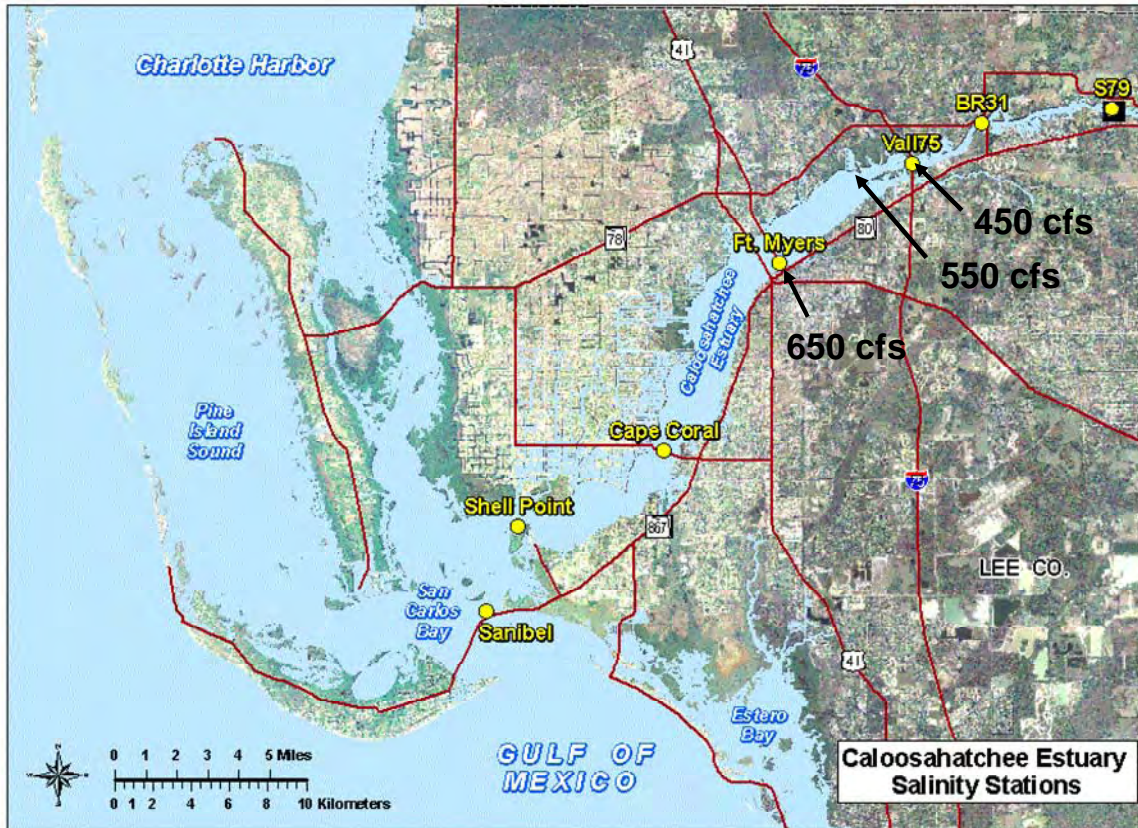 Charlotte Harbor
41
75
S79
BR31
Vall75
450 cfs
80
78
Ft. Myers
550 cfs
650 cfs
Caloosahatchee
Estuary
Pine
Island
Sound
Cape Coral
75
Shell Point
867
LEE CO.
San
Carlos
Bay
Sanibel
41
Estero
Bay
GULF OF
MEXICO
N
0 1 2 3 4 5 Miles
0 1 2 4 6 8 10 Kilometers
Caloosahatchee Estuary
Salinity Stations